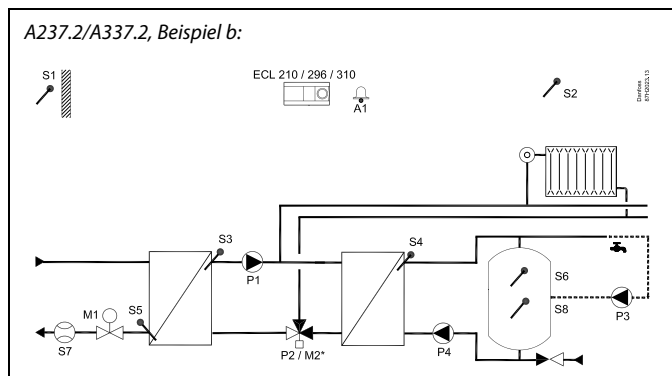 A237.2/A337.2, Beispiel b:
S1
ECL 210 / 296 / 310
A1
S2
Danfoss
87H2023.13
S3
P1
S4
S6
S8
P3
M1
S5
S7
P2 / M2*
P4